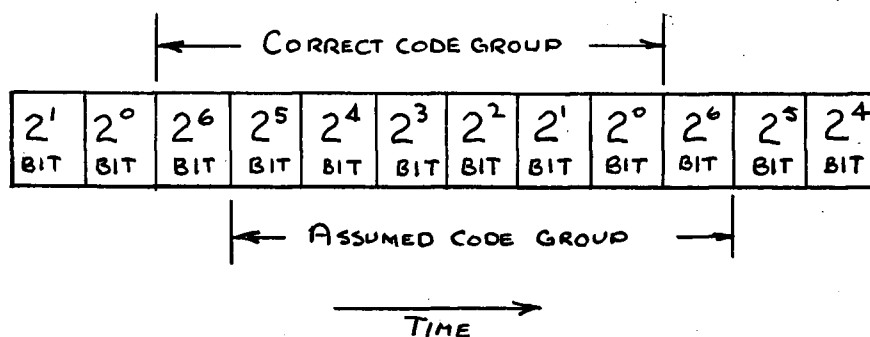 CORRECT CODE GROUP
2¹ 2⁰ 2⁶ 2⁵ 2⁴ 2³ 2² 2¹ 2⁰ 2⁶ 2⁵ 2⁴
BIT BIT BIT BIT BIT BIT BIT BIT BIT BIT BIT BIT
ASSUMED CODE GROUP
TIME